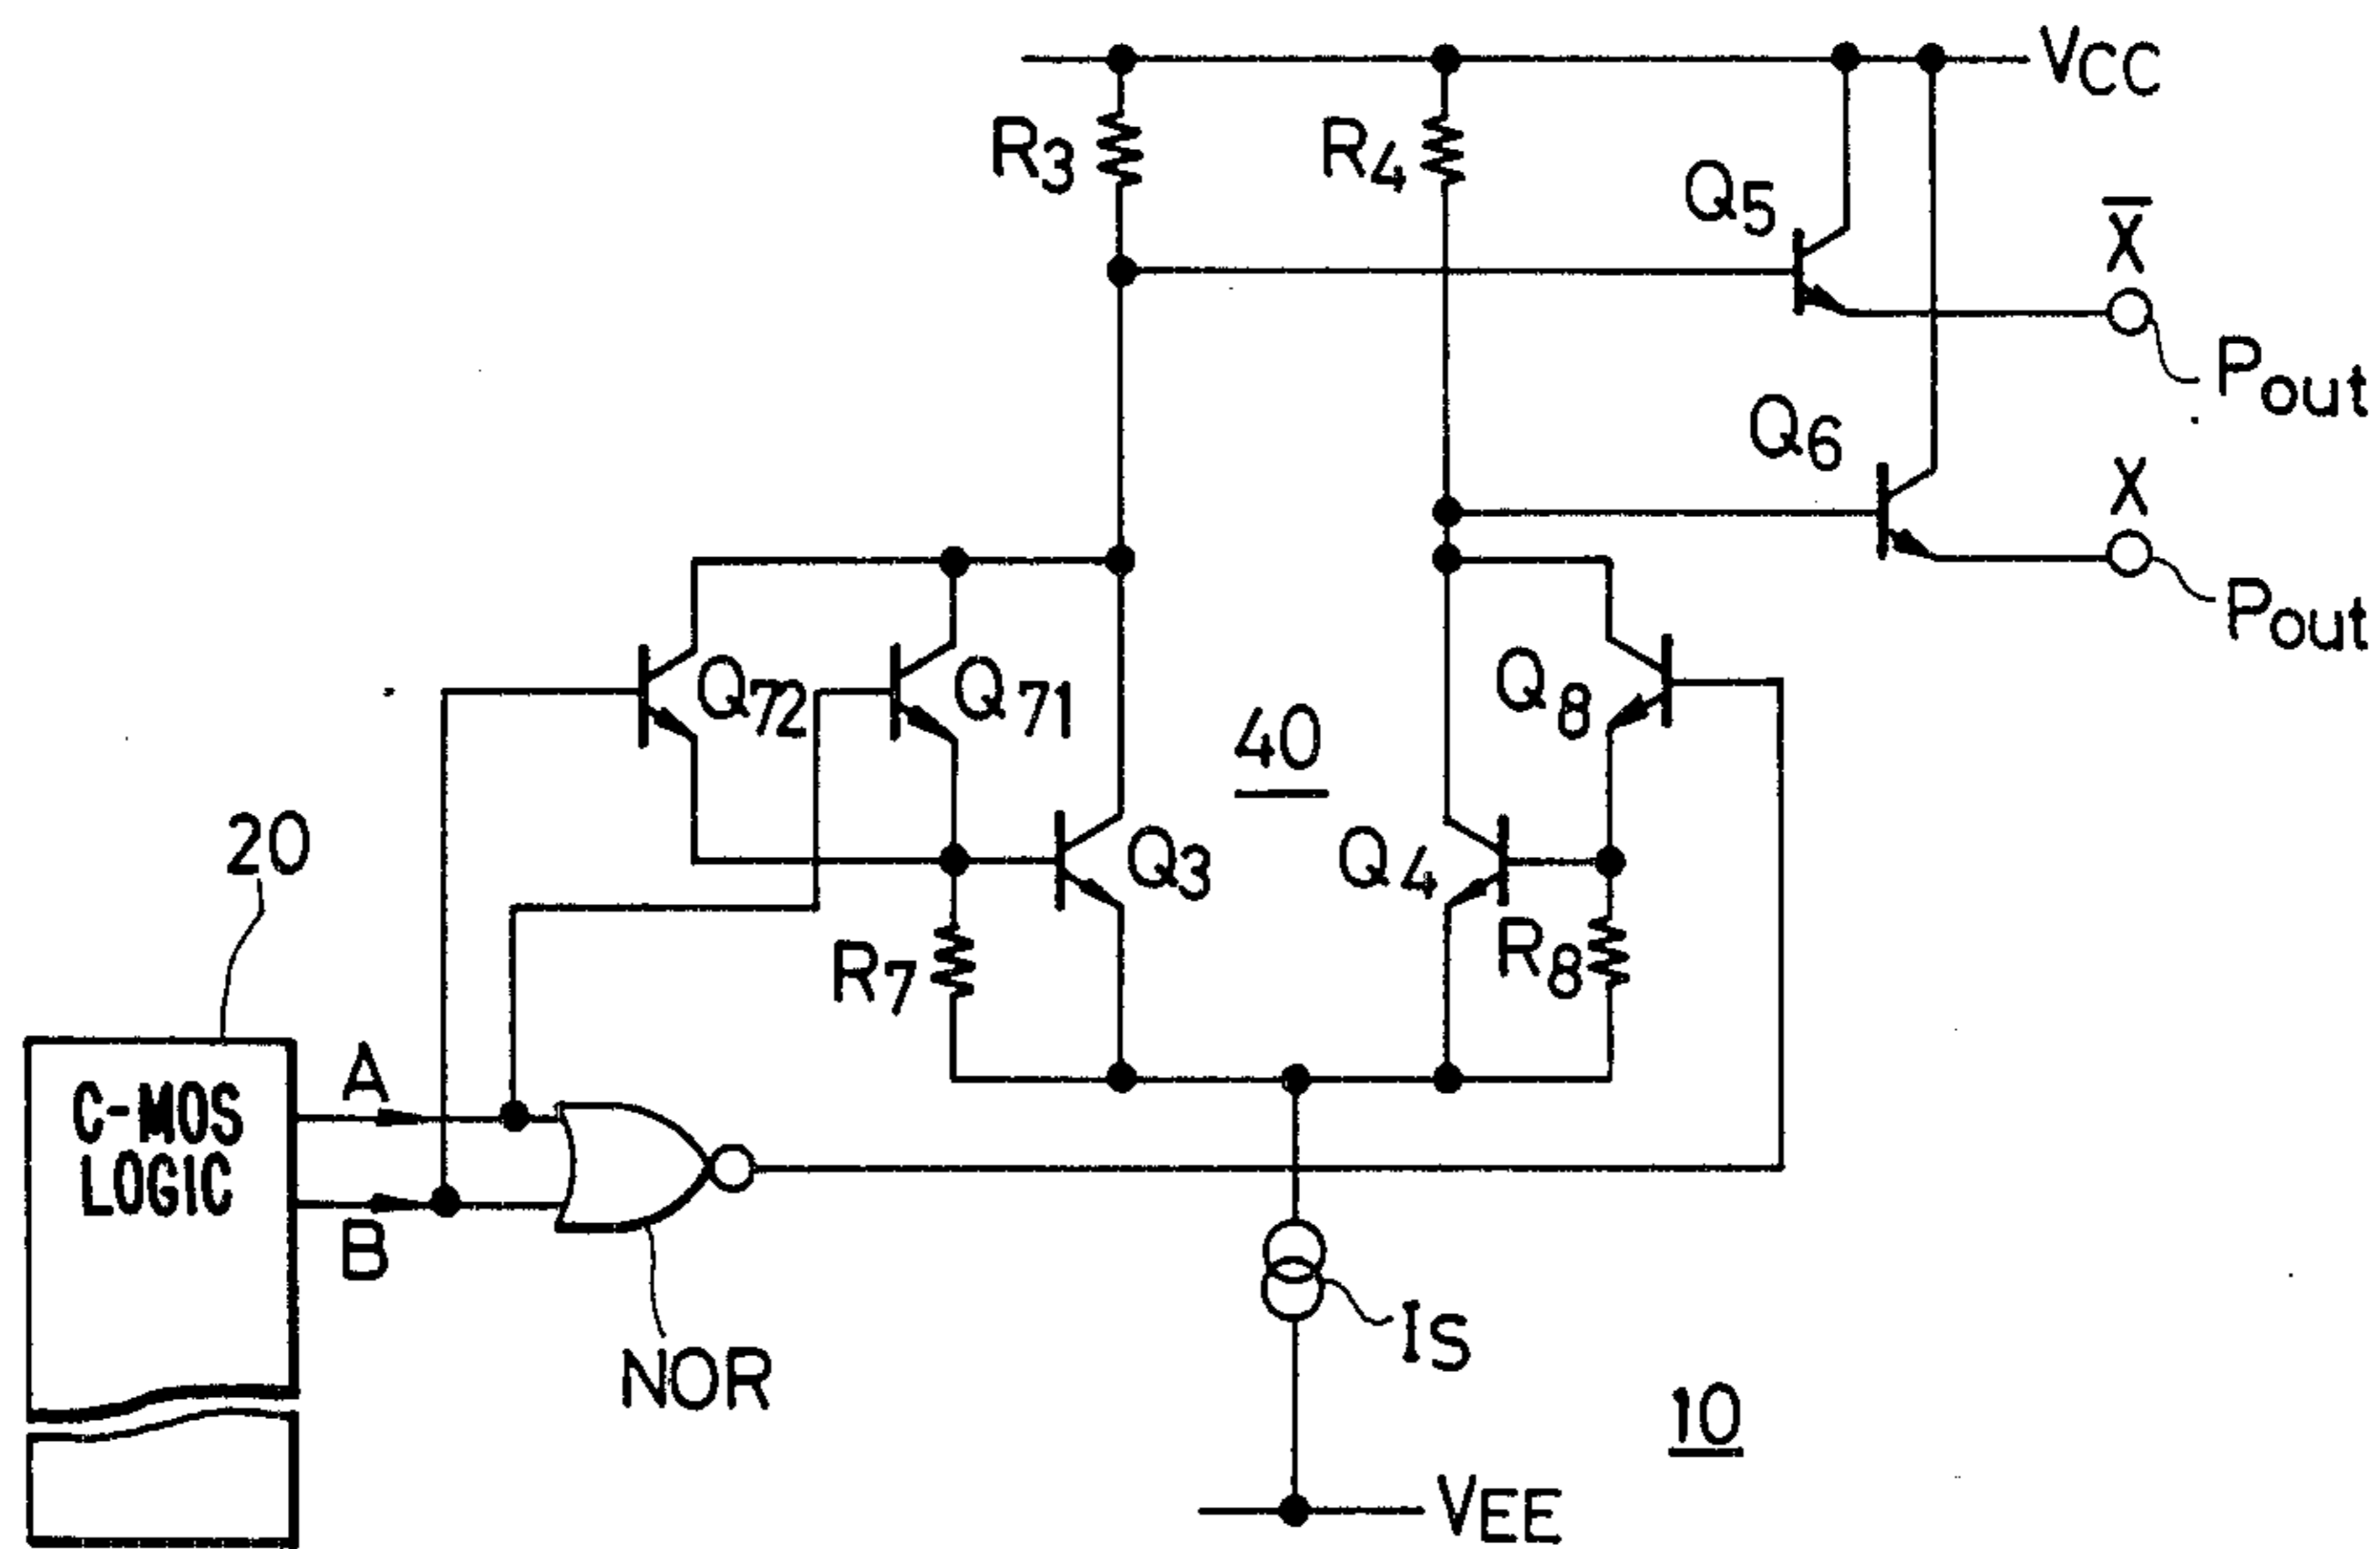 VCC
R3
R4
Q5
X̅
Pout
Q6
X
Pout
Q72
Q71
Q8
40
20
Q3
Q4
R7
R8
A
C-MOS
LOGIC
B
NOR
IS
10
VEE